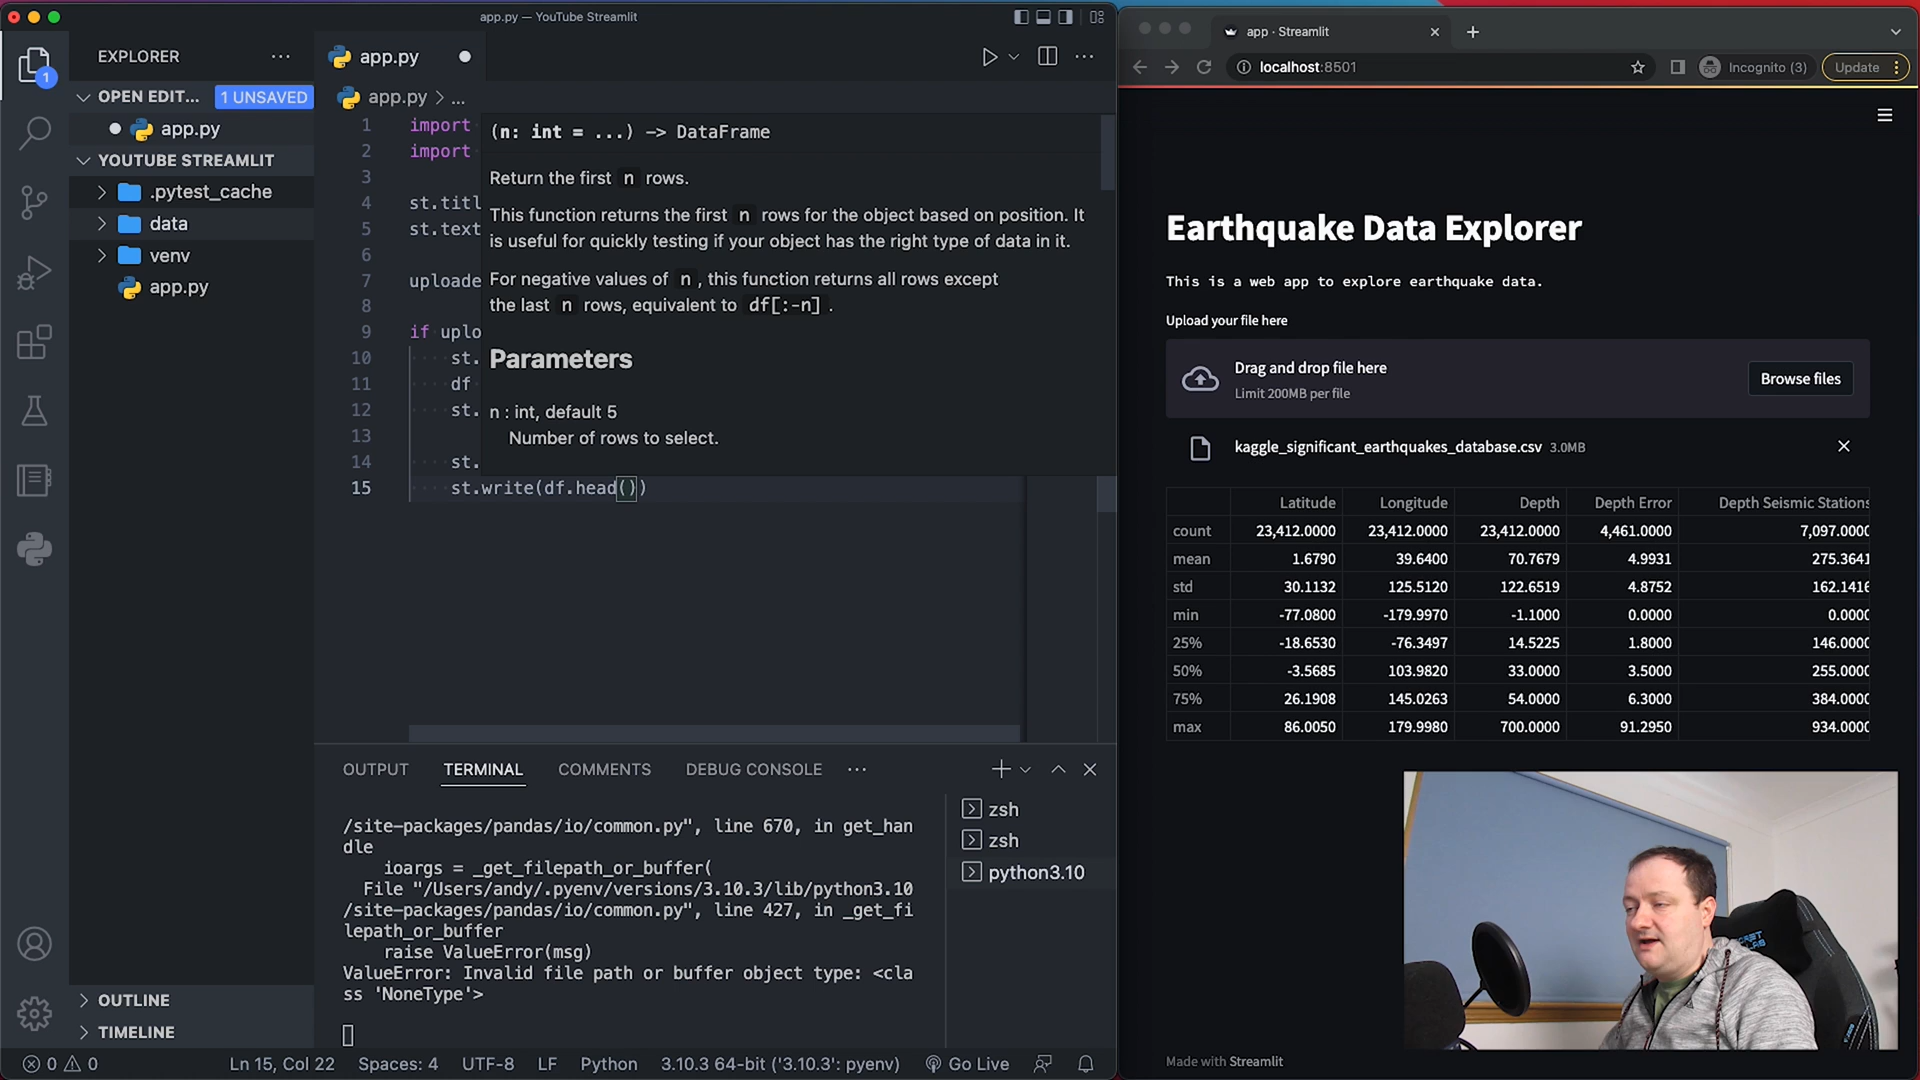 app.py — YouTube Streamlit
EXPLORER
1
OPEN EDIT... 1 UNSAVED
app.py
YOUTUBE STREAMLIT
.pytest_cache
data
venv
app.py
OUTLINE
TIMELINE
app.py
app.py > ...
1 import
2 import
3
4 st.titl
5 st.text
6
7 uploade
8
9 if uplo
10 st.
11 df
12 st.
13
14 st.
15 st.write(df.head())
(n: int = ...) -> DataFrame
Return the first n rows.
This function returns the first n rows for the object based on position. It
is useful for quickly testing if your object has the right type of data in it.
For negative values of n , this function returns all rows except
the last n rows, equivalent to df[:-n] .
Parameters
n : int, default 5
Number of rows to select.
OUTPUT TERMINAL COMMENTS DEBUG CONSOLE ...
/site-packages/pandas/io/common.py", line 670, in get_han
dle
ioargs = _get_filepath_or_buffer(
File "/Users/andy/.pyenv/versions/3.10.3/lib/python3.10
/site-packages/pandas/io/common.py", line 427, in _get_fi
lepath_or_buffer
raise ValueError(msg)
ValueError: Invalid file path or buffer object type: <cla
ss 'NoneType'>
zsh
zsh
python3.10
0 0 Ln 15, Col 22 Spaces: 4 UTF-8 LF Python 3.10.3 64-bit ('3.10.3': pyenv) Go Live
app · Streamlit
localhost:8501 Incognito (3) Update
Earthquake Data Explorer
This is a web app to explore earthquake data.
Upload your file here
Drag and drop file here
Limit 200MB per file
Browse files
kaggle_significant_earthquakes_database.csv 3.0MB
Latitude Longitude Depth Depth Error Depth Seismic Stations
count 23,412.0000 23,412.0000 23,412.0000 4,461.0000 7,097.0000
mean 1.6790 39.6400 70.7679 4.9931 275.3641
std 30.1132 125.5120 122.6519 4.8752 162.1416
min -77.0800 -179.9970 -1.1000 0.0000 0.0000
25% -18.6530 -76.3497 14.5225 1.8000 146.0000
50% -3.5685 103.9820 33.0000 3.5000 255.0000
75% 26.1908 145.0263 54.0000 6.3000 384.0000
max 86.0050 179.9980 700.0000 91.2950 934.0000
Made with Streamlit